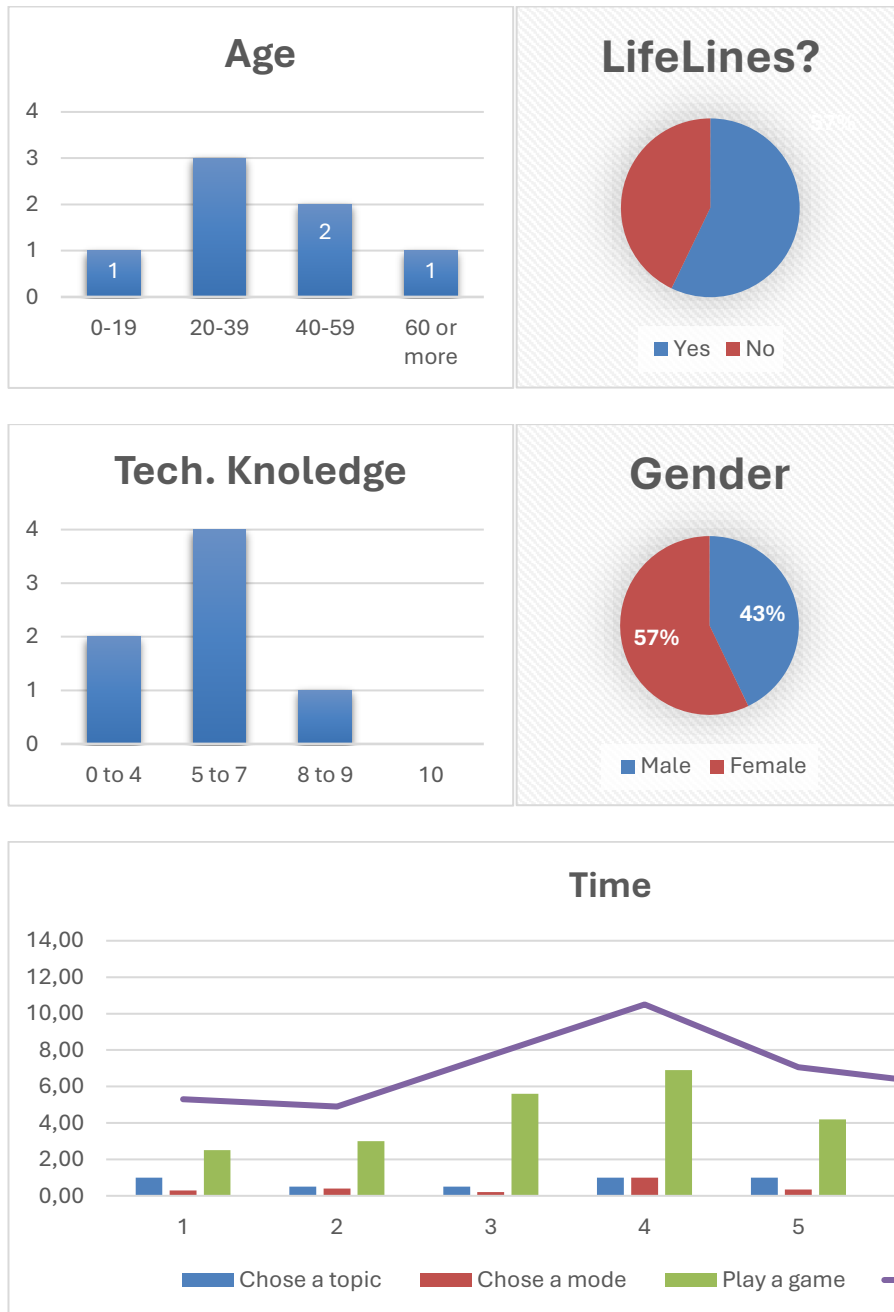 Age
4
3
2
1
0
1
2
1
0-19
20-39
40-59
60 or
more
LifeLines?
57%
Yes
No
Tech. Knoledge
4
3
2
1
0
0 to 4
5 to 7
8 to 9
10
Gender
43%
57%
Male
Female
Time
14,00
12,00
10,00
8,00
6,00
4,00
2,00
0,00
1
2
3
4
5
Chose a topic
Chose a mode
Play a game